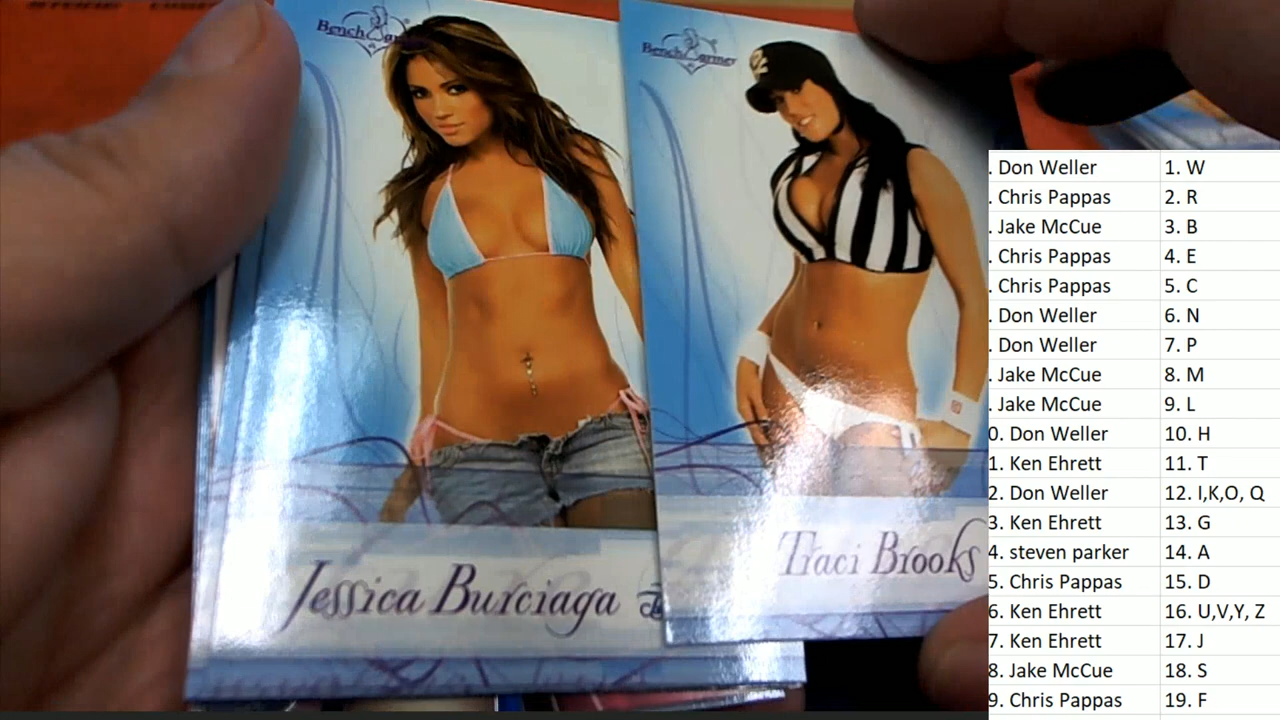 Bench Warmer
Bench Warmer
Jessica Burciaga
Traci Brooks
. Don Weller 1. W
. Chris Pappas 2. R
. Jake McCue 3. B
. Chris Pappas 4. E
. Chris Pappas 5. C
. Don Weller 6. N
. Don Weller 7. P
. Jake McCue 8. M
. Jake McCue 9. L
0. Don Weller 10. H
1. Ken Ehrett 11. T
2. Don Weller 12. I,K,O, Q
3. Ken Ehrett 13. G
4. steven parker 14. A
5. Chris Pappas 15. D
6. Ken Ehrett 16. U,V,Y, Z
7. Ken Ehrett 17. J
8. Jake McCue 18. S
9. Chris Pappas 19. F